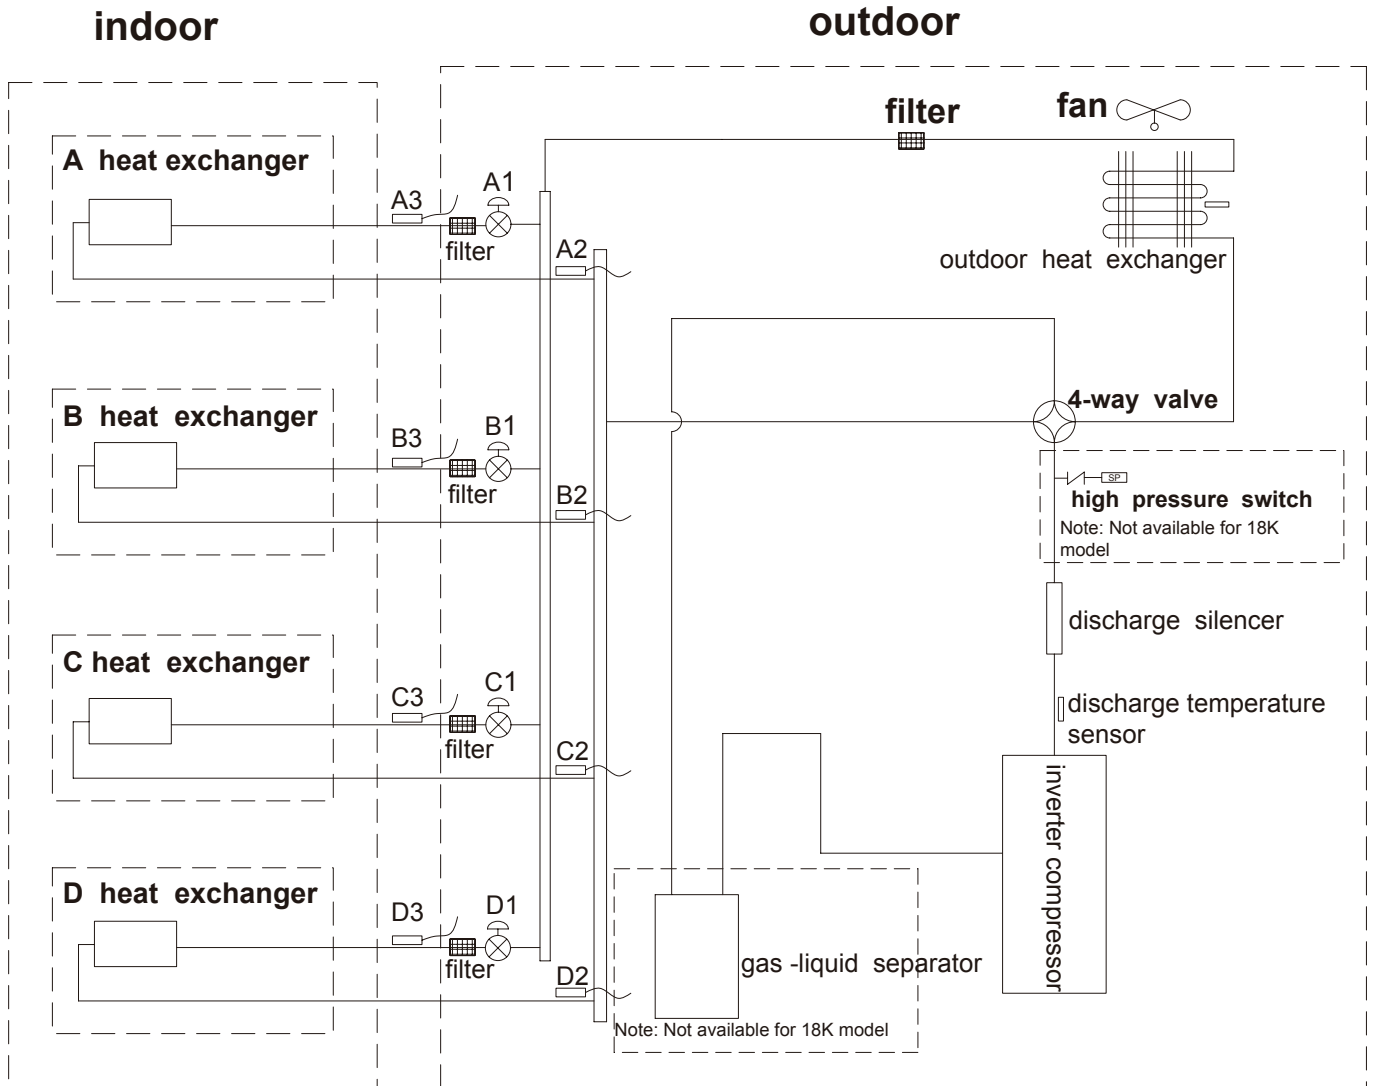 indoor
outdoor
filter
fan
A heat exchanger
A3
A1
filter
A2
outdoor heat exchanger
4-way valve
B heat exchanger
B3
B1
filter
B2
SP
high pressure switch
Note: Not available for 18K
model
discharge silencer
C heat exchanger
C3
C1
filter
C2
discharge temperature
sensor
inverter compressor
D heat exchanger
D3
D1
filter
D2
gas -liquid separator
Note: Not available for 18K model